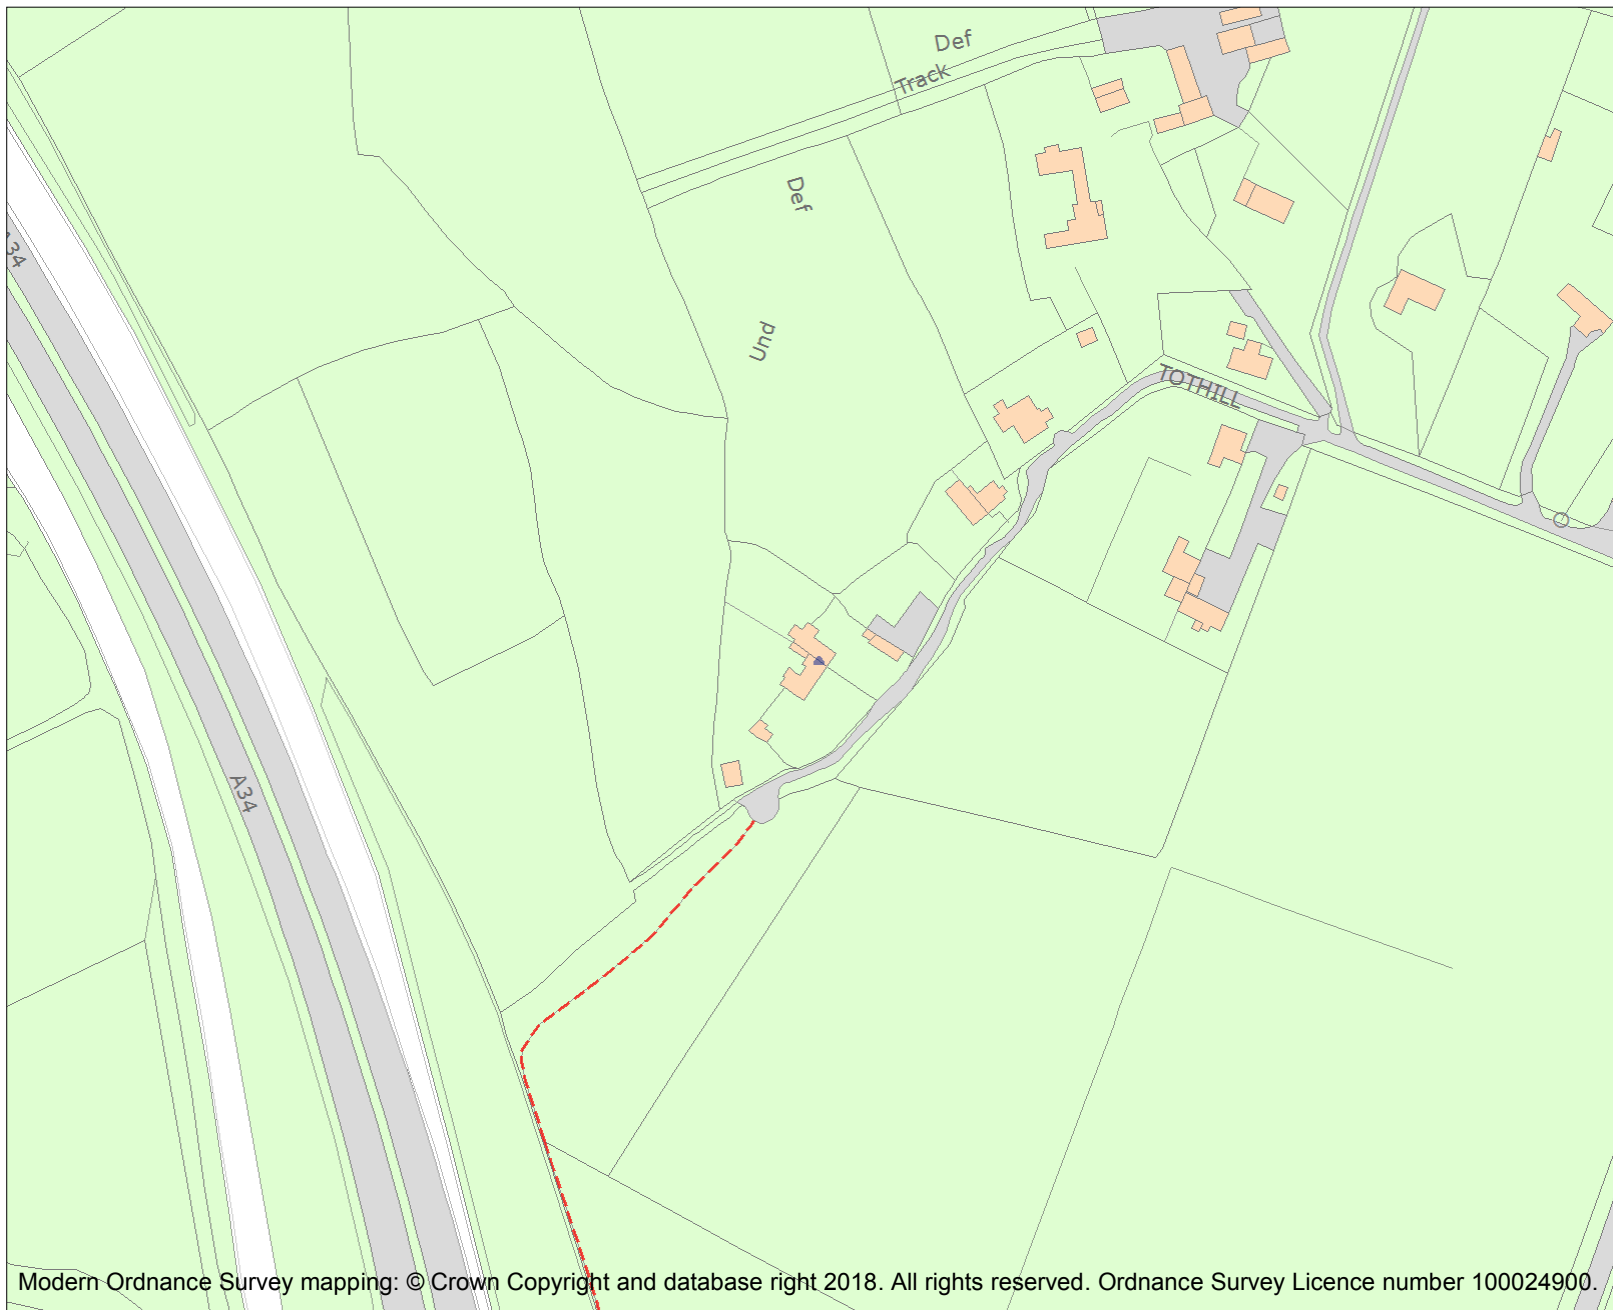 Def
Track
Def
A34
Und
TOTHILL
A34
Modern Ordnance Survey mapping: © Crown Copyright and database right 2018. All rights reserved. Ordnance Survey Licence number 100024900.